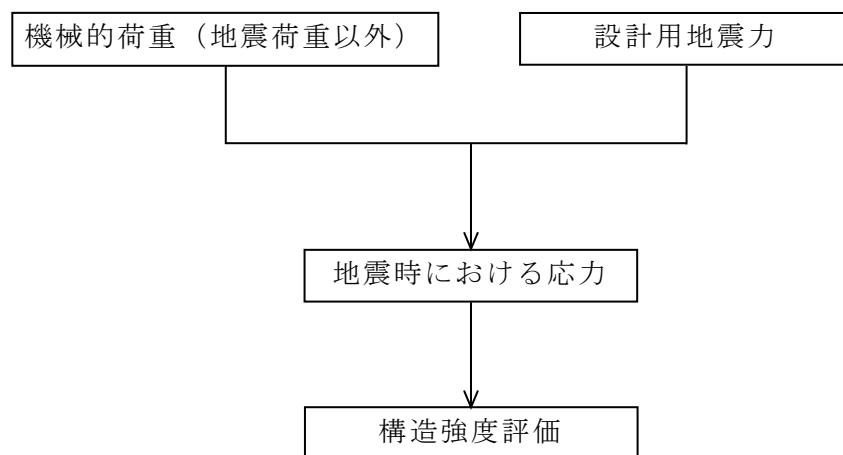 機械的荷重（地震荷重以外）
設計用地震力
地震時における応力
構造強度評価